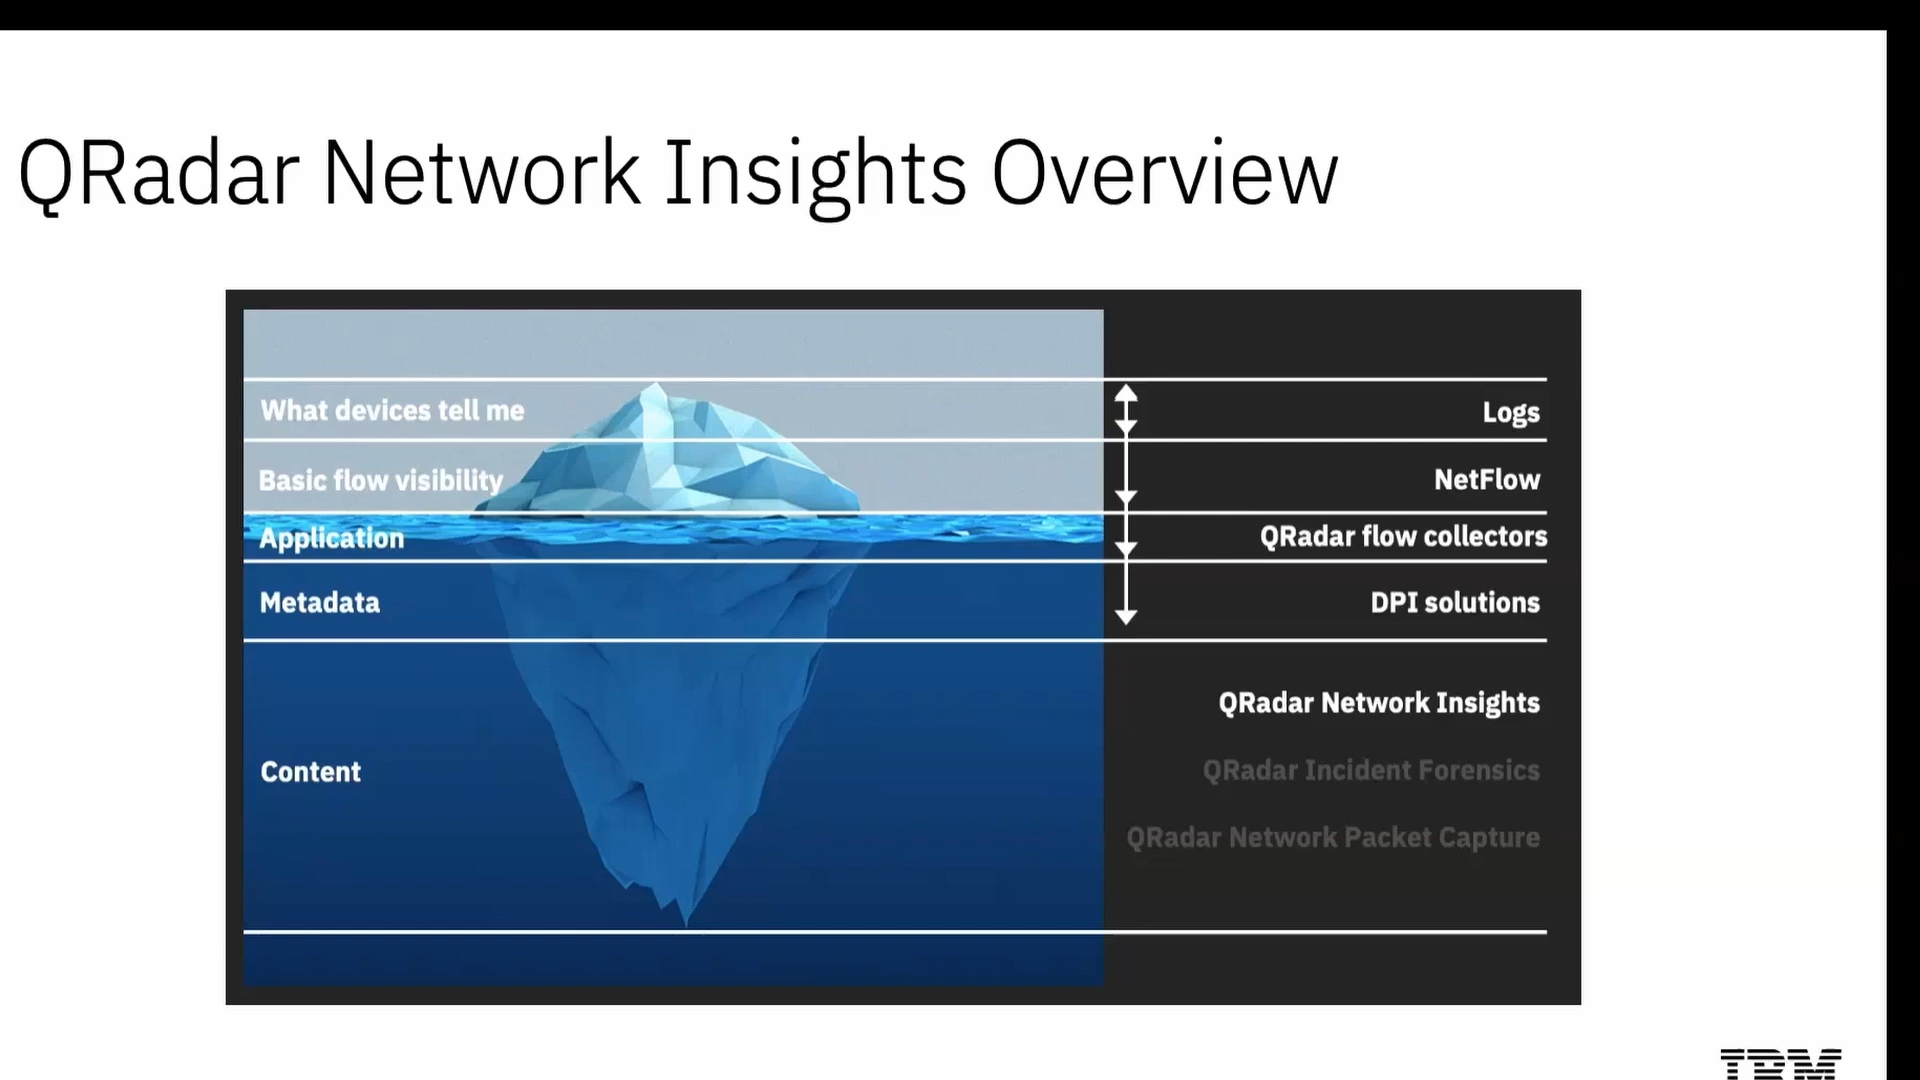 QRadar Network Insights Overview
What devices tell me
Logs
Basic flow visibility
NetFlow
Application
QRadar flow collectors
Metadata
DPI solutions
QRadar Network Insights
Content
QRadar Incident Forensics
QRadar Network Packet Capture
IBM